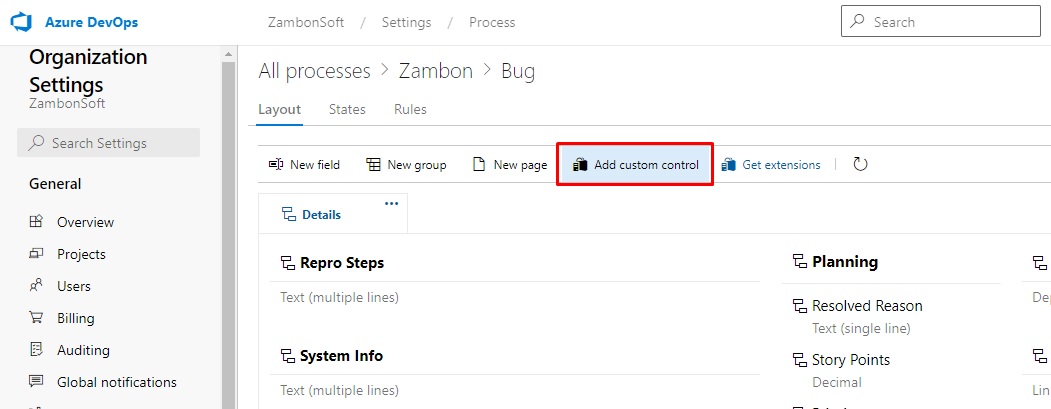 Azure DevOps
ZambonSoft / Settings / Process
Search
Organization
Settings
ZambonSoft
Search Settings
General
Overview
Projects
Users
Billing
Auditing
Global notifications
All processes > Zambon > Bug
Layout States Rules
New field New group New page Add custom control Get extensions
Details
Repro Steps
Text (multiple lines)
System Info
Text (multiple lines)
Planning
Resolved Reason
Text (single line)
Story Points
Decimal
De
Lin